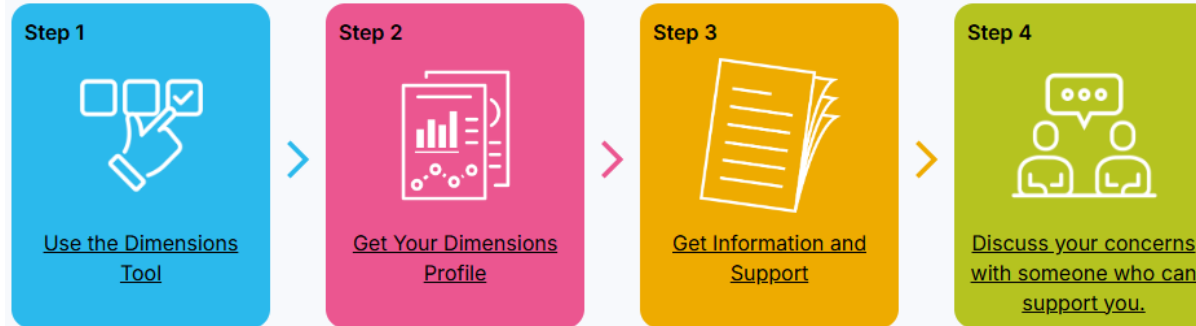 Step 1
Use the Dimensions
Tool
Step 2
Get Your Dimensions
Profile
Step 3
Get Information and
Support
Step 4
Discuss your concerns
with someone who can
support you.